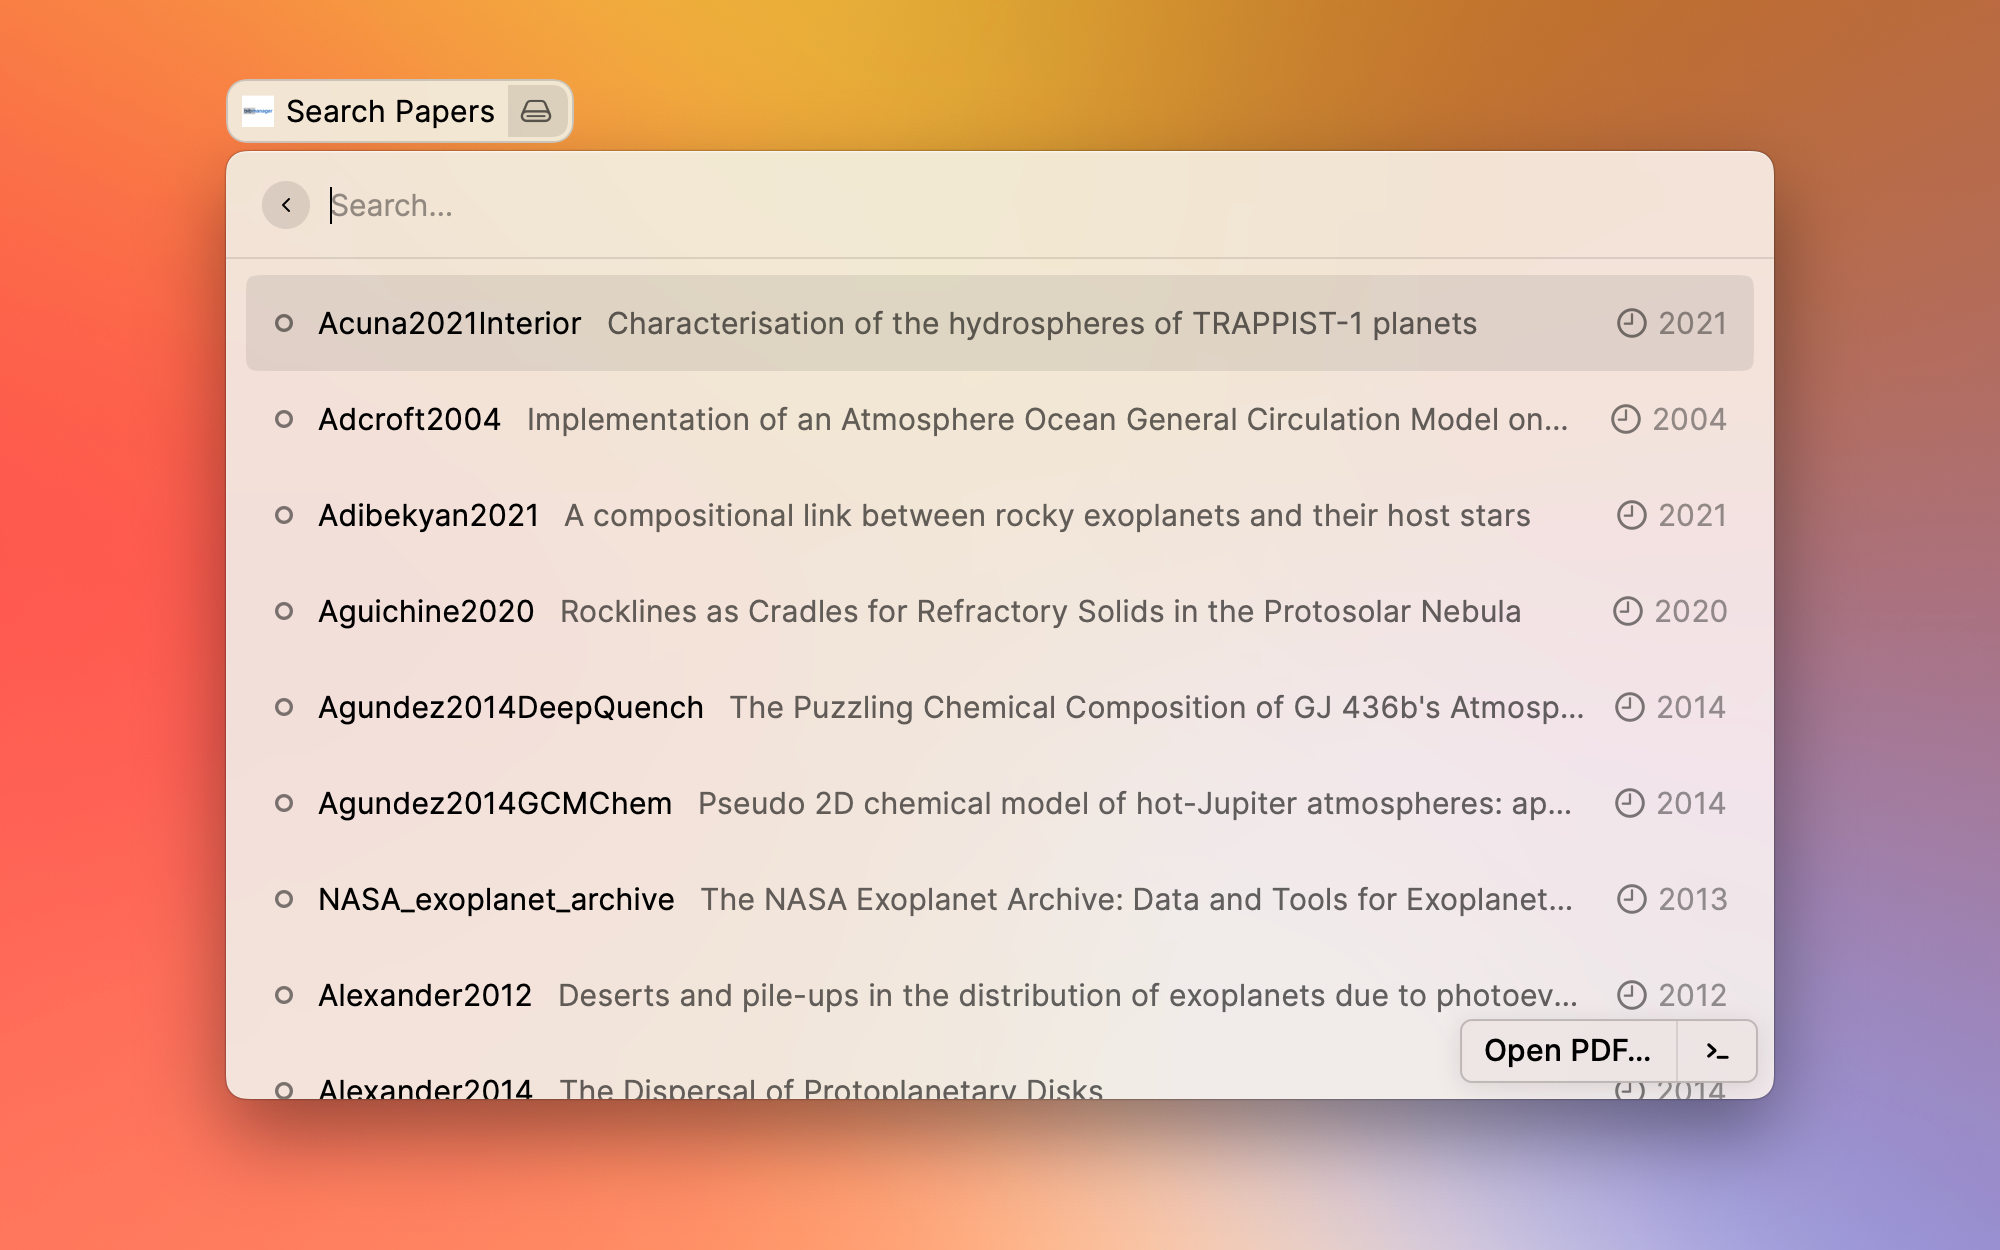 Search Papers
Search...
Acuna2021Interior Characterisation of the hydrospheres of TRAPPIST-1 planets 2021
Adcroft2004 Implementation of an Atmosphere Ocean General Circulation Model on... 2004
Adibekyan2021 A compositional link between rocky exoplanets and their host stars 2021
Aguichine2020 Rocklines as Cradles for Refractory Solids in the Protosolar Nebula 2020
Agundez2014DeepQuench The Puzzling Chemical Composition of GJ 436b's Atmosp... 2014
Agundez2014GCMChem Pseudo 2D chemical model of hot-Jupiter atmospheres: ap... 2014
NASA_exoplanet_archive The NASA Exoplanet Archive: Data and Tools for Exoplanet... 2013
Alexander2012 Deserts and pile-ups in the distribution of exoplanets due to photoev... 2012
Open PDF... >_
Alexander2014 The Dispersal of Protoplanetary Disks 2014